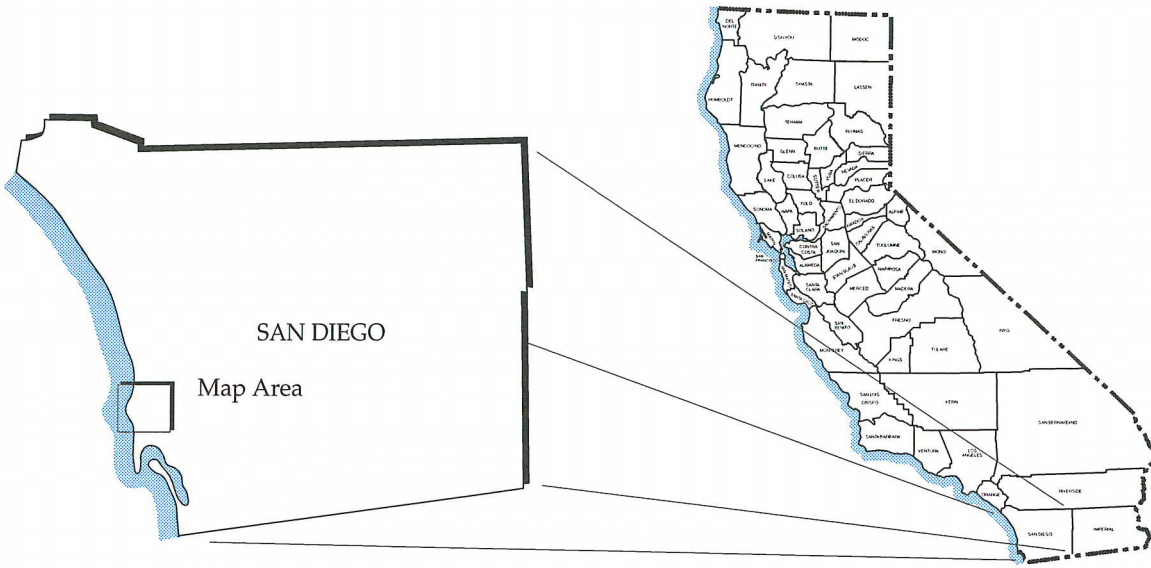 SAN DIEGO
Map Area
DEL
NORTE
SISKIYOU
MODOC
HUMBOLDT
TRINITY
SHASTA
LASSEN
TEHAMA
PLUMAS
MENDOCINO
GLENN
BUTTE
SIERRA
LAKE
COLUSA
SUTTER
YUBA
NEVADA
PLACER
SONOMA
NAPA
YOLO
EL DORADO
SOLANO
ALPINE
SAN
CONTRA
COSTA
SAN
JOAQUIN
CALAVERAS
TUOLUMNE
MONO
ALAMEDA
STANISLAUS
MARIPOSA
SANTA
CLARA
MERCED
MADERA
SAN
BENITO
FRESNO
INYO
MONTEREY
KINGS
TULARE
SAN LUIS
OBISPO
KERN
SAN BERNARDINO
SANTA BARBARA
VENTURA
LOS
ANGELES
ORANGE
RIVERSIDE
SAN DIEGO
IMPERIAL